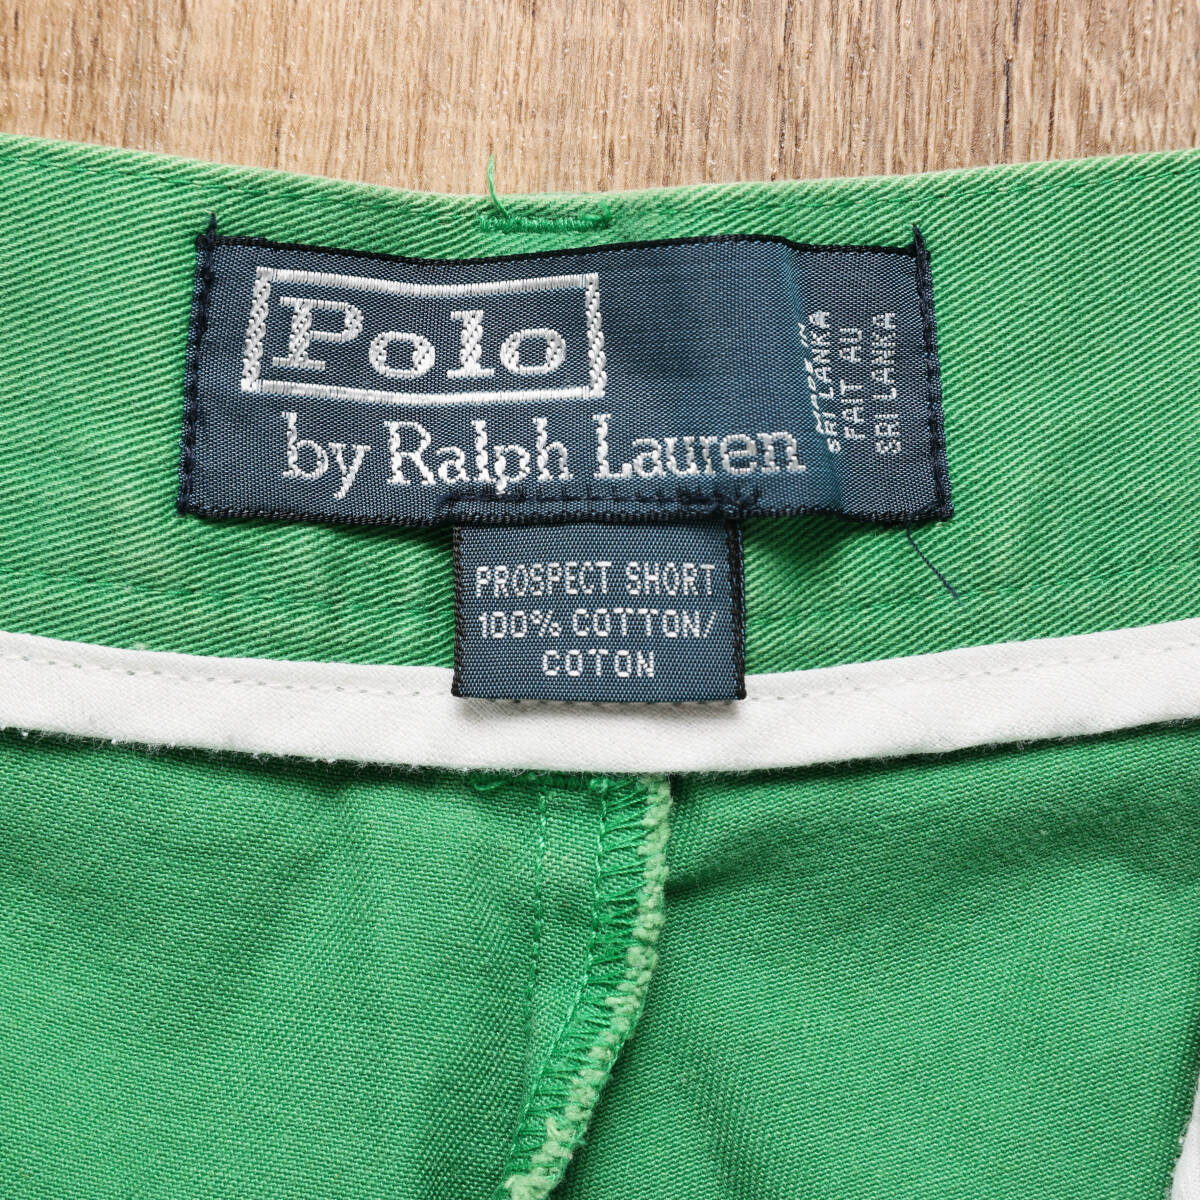 Polo
by Ralph Lauren
SRI LANKA
FAIT AU
SRI LANKA
PROSPECT SHORT
100% COTTON/
COTON